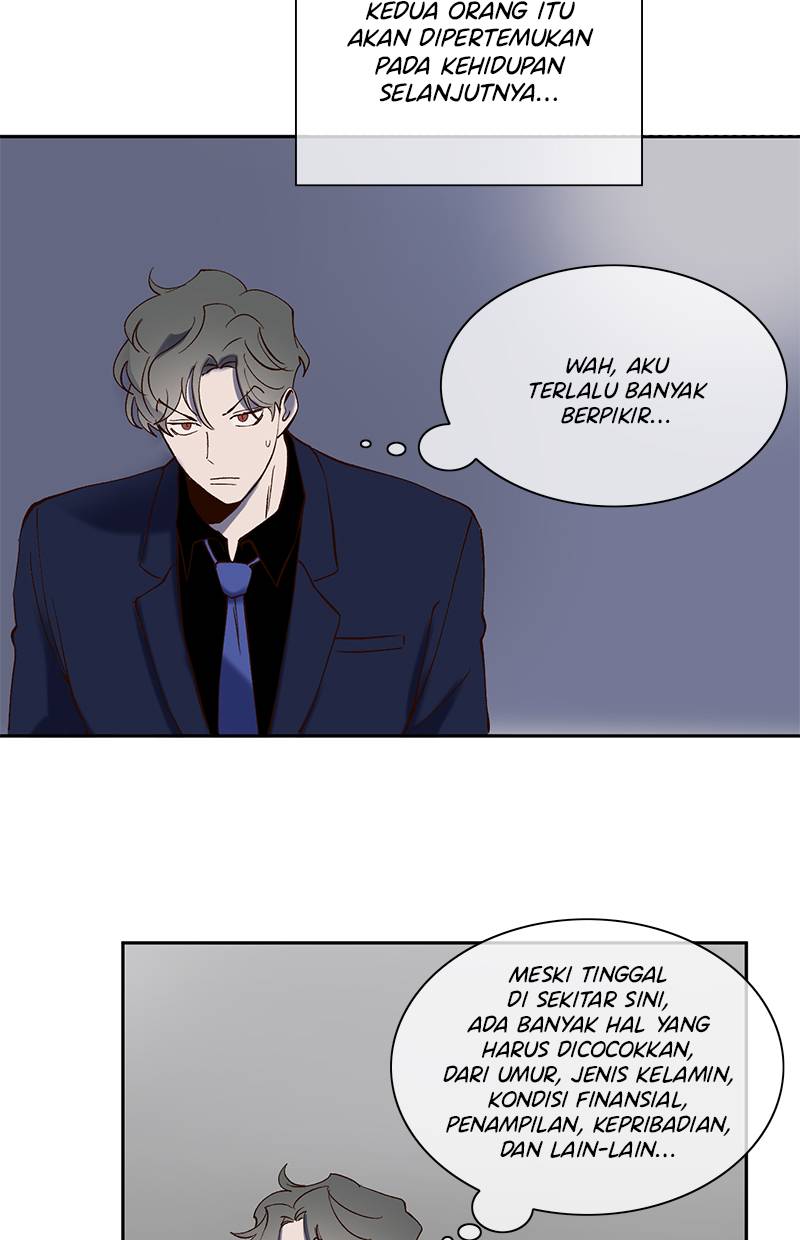 KEDUA ORANG ITU
AKAN DIPERTEMUKAN
PADA KEHIDUPAN
SELANJUTNYA...
WAH, AKU
TERLALU BANYAK
BERPIKIR...
MESKI TINGGAL
DI SEKITAR SINI,
ADA BANYAK HAL YANG
HARUS DICOCOKKAN,
DARI UMUR, JENIS KELAMIN,
KONDISI FINANSIAL,
PENAMPILAN, KEPRIBADIAN,
DAN LAIN-LAIN...